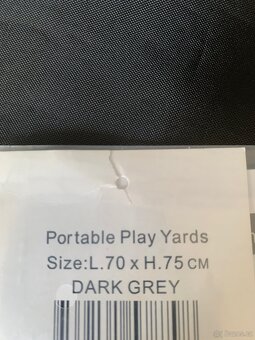 Portable Play Yards
Size:L.70 x H.75 CM
DARK GREY